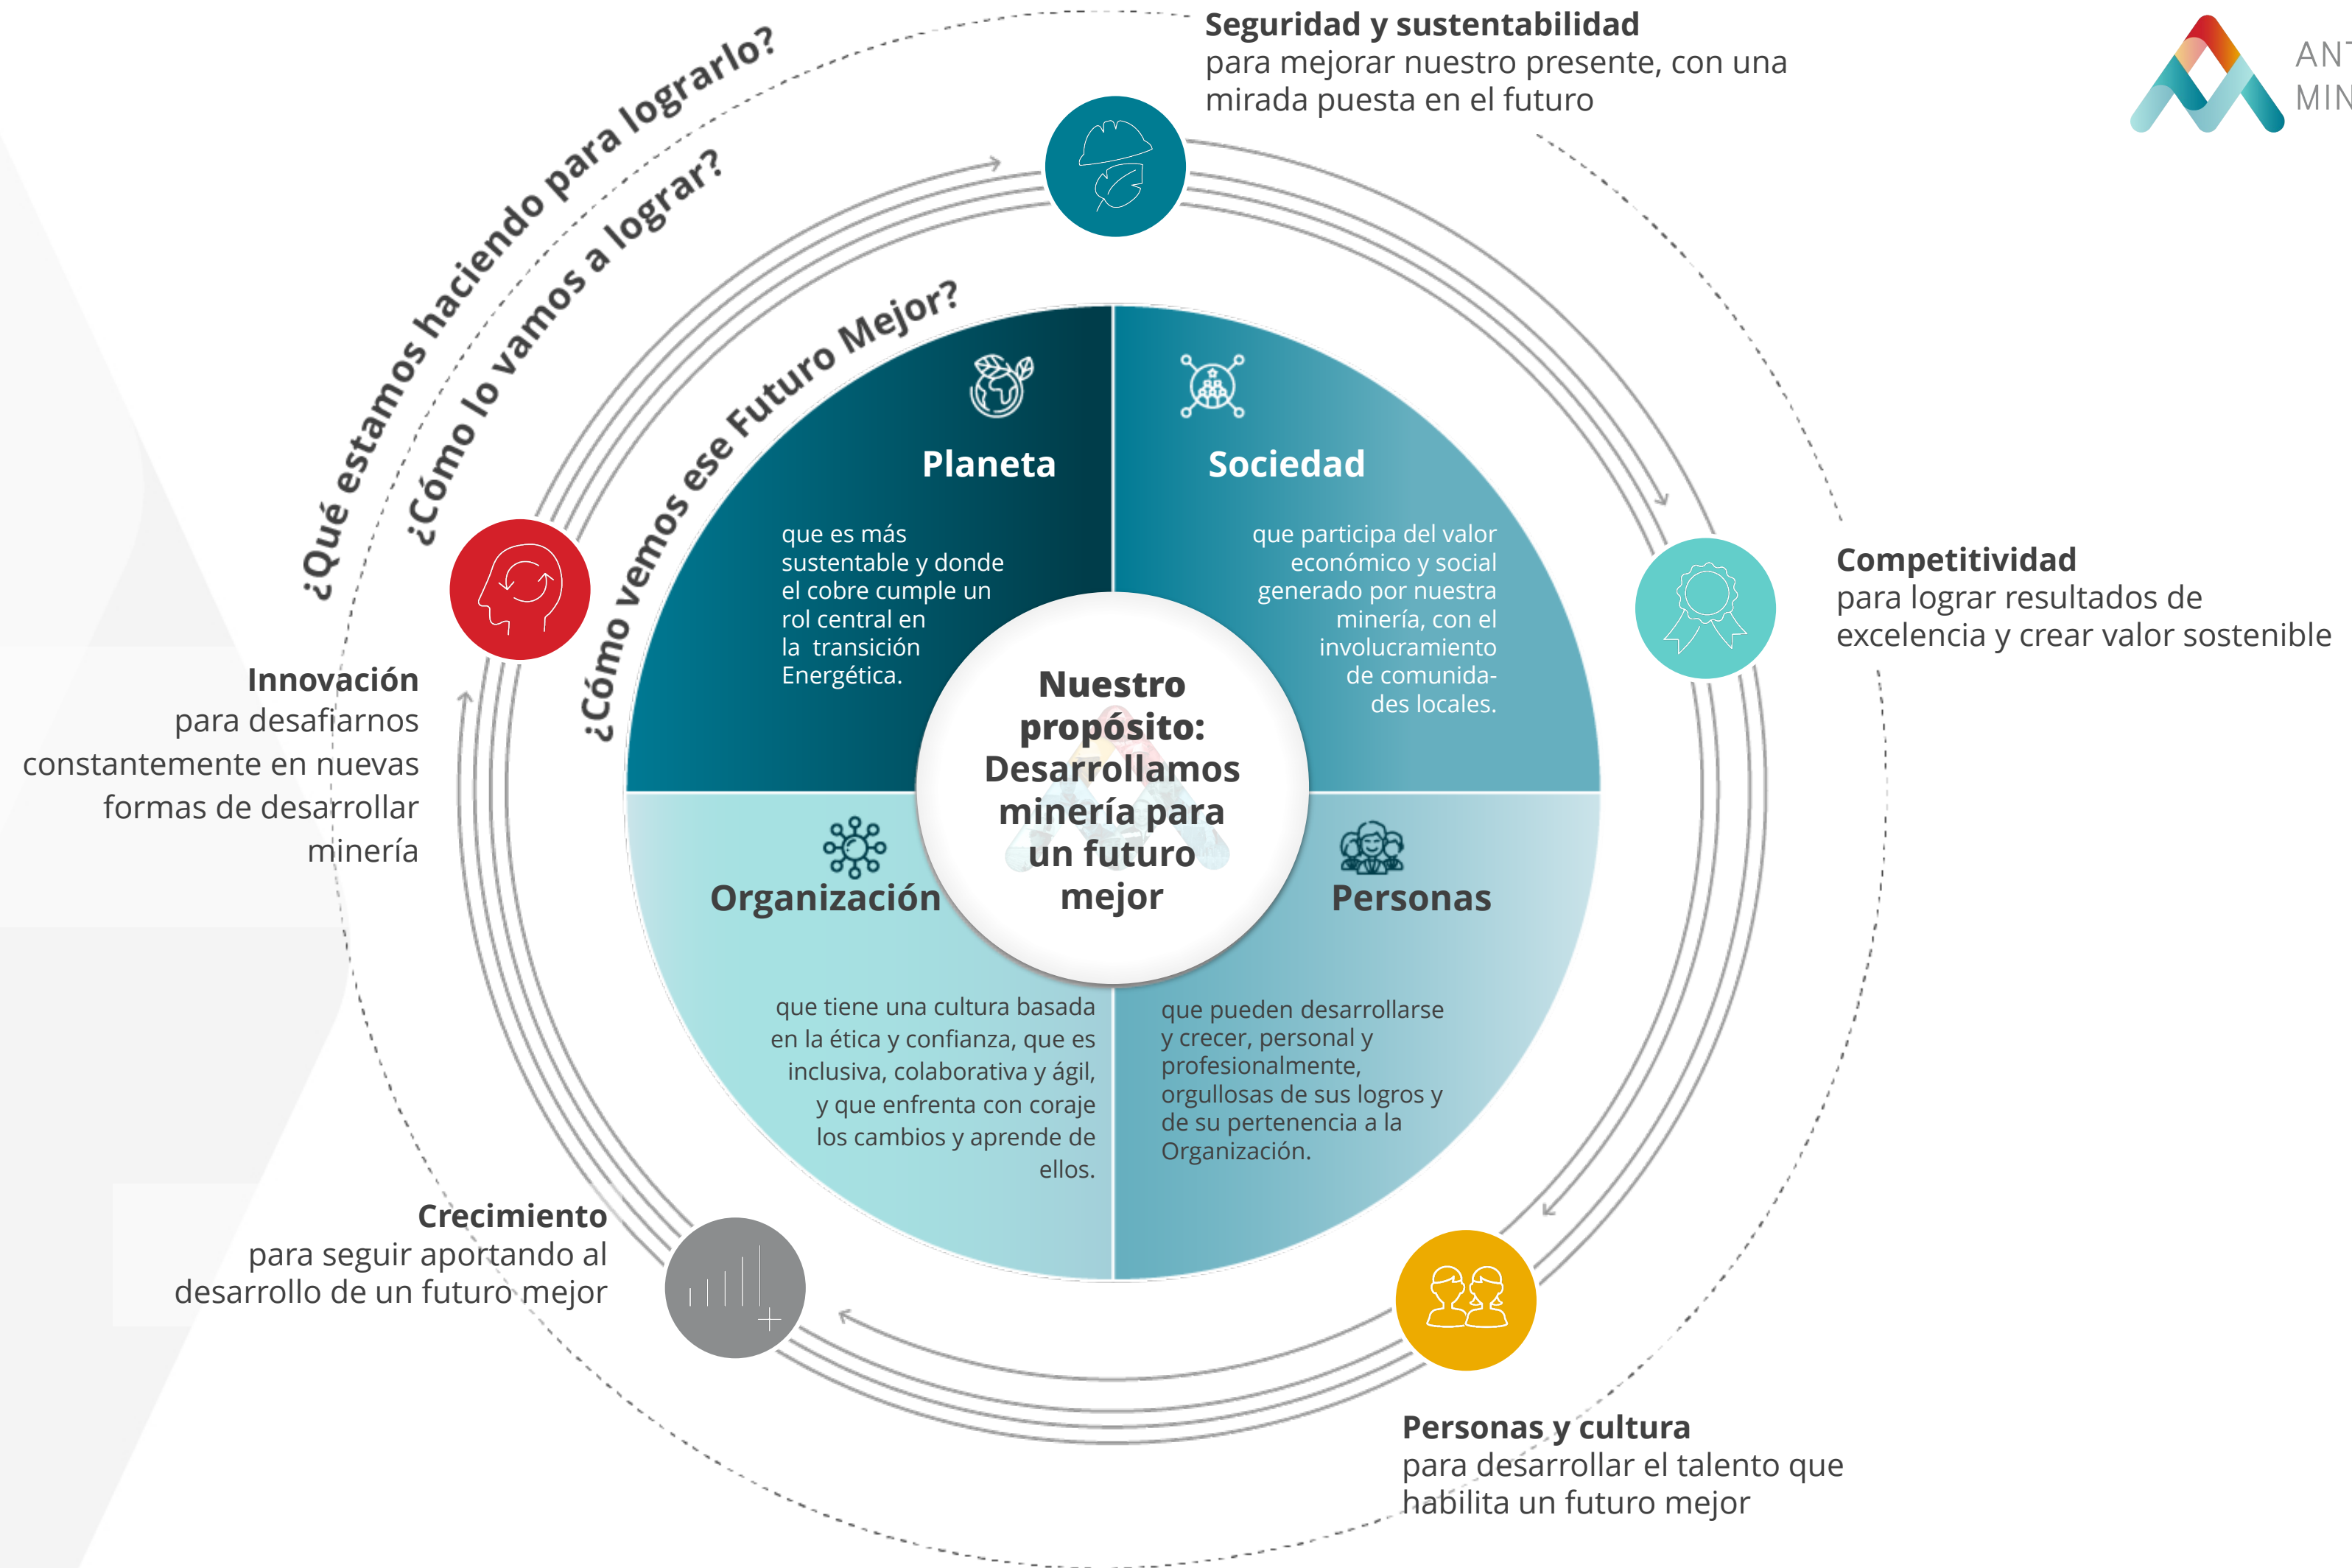 Seguridad y sustentabilidad
para mejorar nuestro presente, con una
mirada puesta en el futuro
¿Qué estamos haciendo para lograrlo?
¿Cómo lo vamos a lograr?
¿Cómo vemos ese Futuro Mejor?
Planeta
que es más
sustentable y donde
el cobre cumple un
rol central en
la  transición
Energética.
Sociedad
que participa del valor
económico y social
generado por nuestra
minería, con el
involucramiento
de comunida-
des locales.
Competitividad
para lograr resultados de
excelencia y crear valor sostenible
Innovación
para desafiarnos
constantemente en nuevas
formas de desarrollar
minería
Nuestro
propósito:
Desarrollamos
minería para
un futuro
mejor
Organización
que tiene una cultura basada
en la ética y confianza, que es
inclusiva, colaborativa y ágil,
y que enfrenta con coraje
los cambios y aprende de
ellos.
Personas
que pueden desarrollarse
y crecer, personal y
profesionalmente,
orgullosas de sus logros y
de su pertenencia a la
Organización.
Crecimiento
para seguir aportando al
desarrollo de un futuro mejor
Personas y cultura
para desarrollar el talento que
habilita un futuro mejor